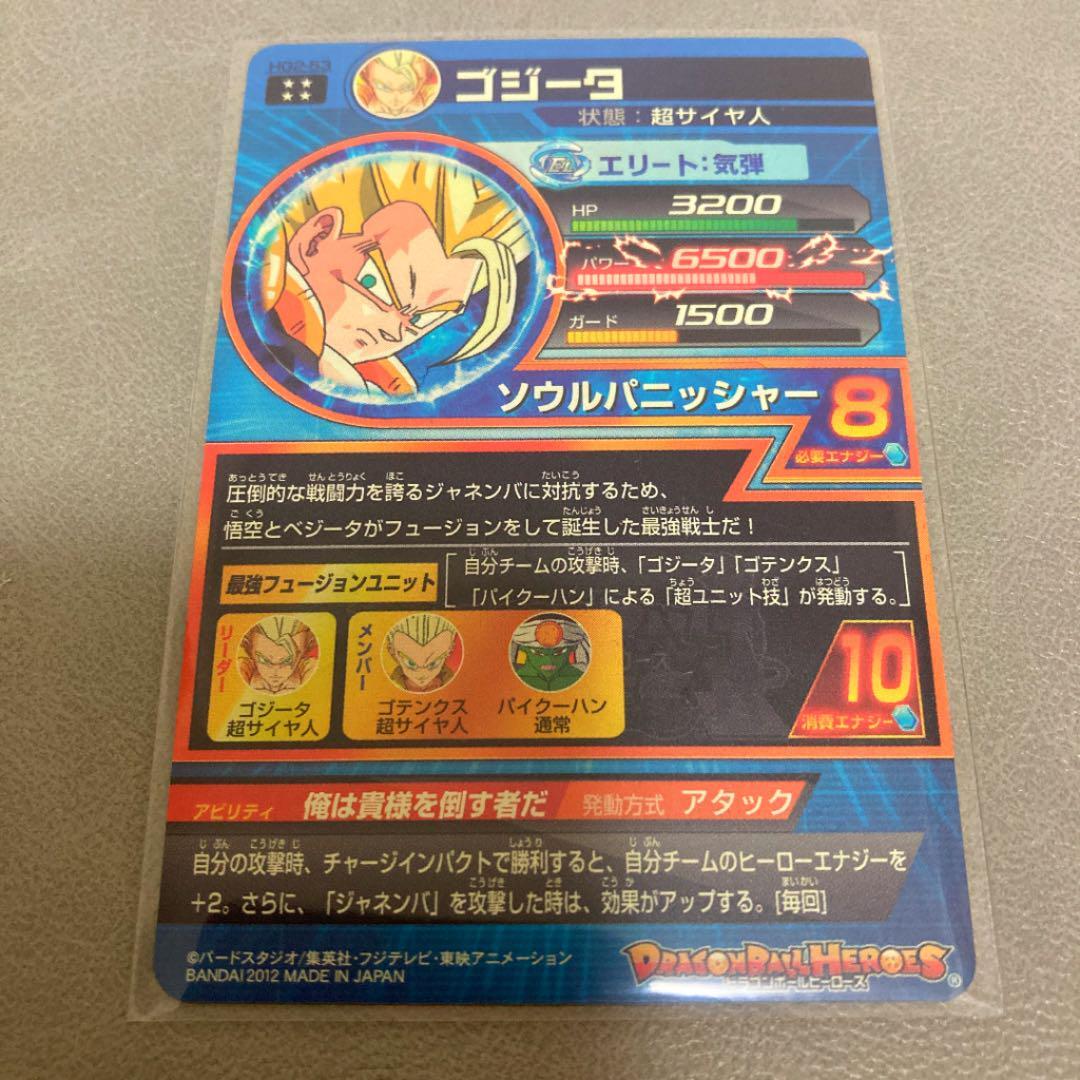 HG2-53
ゴジータ
状態：超サイヤ人
エリート：気弾
HP 3200
パワー 6500
ガード 1500
ソウルパニッシャー
8
必要エナジー
圧倒的な戦闘力を誇るジャネンバに対抗するため、
悟空とベジータがフュージョンをして誕生した最強戦士だ！
最強フュージョンユニット
自分チームの攻撃時、「ゴジータ」「ゴテンクス」
「パイクーハン」による「超ユニット技」が発動する。
リーダー
ゴジータ
超サイヤ人
メンバー
ゴテンクス
超サイヤ人
パイクーハン
通常
10
消費エナジー
アビリティ 俺は貴様を倒す者だ 発動方式 アタック
自分の攻撃時、チャージインパクトで勝利すると、自分チームのヒーローエナジーを
+2。さらに、「ジャネンバ」を攻撃した時は、効果がアップする。[毎回]
©バードスタジオ/集英社・フジテレビ・東映アニメーション
BANDAI 2012 MADE IN JAPAN
DRAGONBALL HEROES
ドラゴンボールヒーローズ